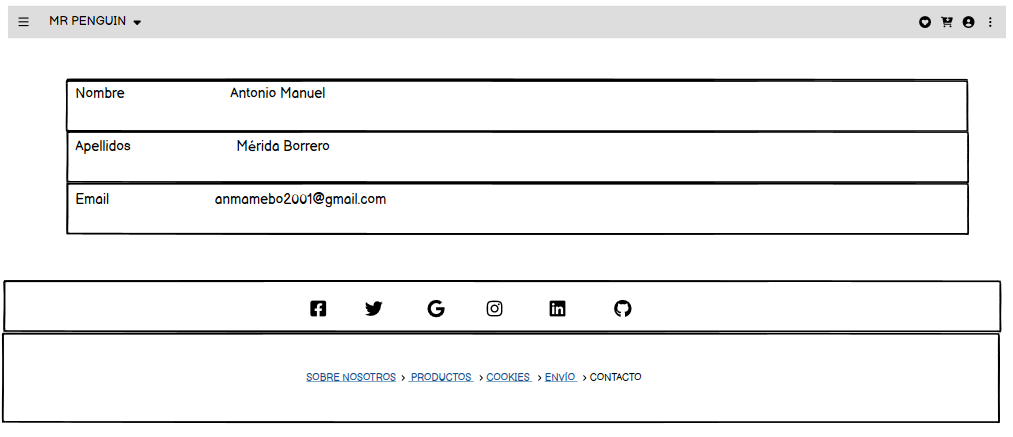 MR PENGUIN
Nombre Antonio Manuel
Apellidos Mérida Borrero
Email anmamebo2001@gmail.com
SOBRE NOSOTROS > PRODUCTOS > COOKIES > ENVÍO > CONTACTO